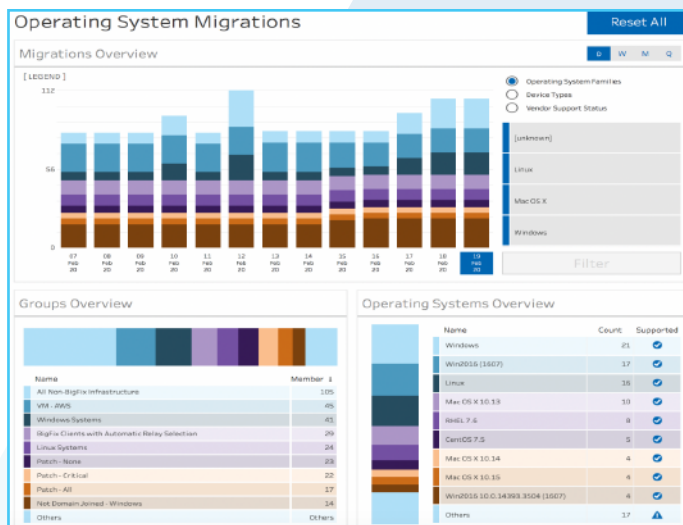 Operating System Migrations
Reset All
Migrations Overview
D W M Q
[LEGEND]
112
56
0
07 Feb 20
08 Feb 20
09 Feb 20
10 Feb 20
11 Feb 20
12 Feb 20
13 Feb 20
14 Feb 20
15 Feb 20
16 Feb 20
17 Feb 20
18 Feb 20
19 Feb 20
Operating System Families
Device Types
Vendor Support Status
[unknown]
Linux
Mac OS X
Windows
Filter
Groups Overview
Name Member
All Non-BigFix Infrastructure 105
VM - AWS 45
Windows Systems 41
BigFix Clients with Automatic Relay Selection 29
Linux Systems 24
Patch - None 23
Patch - Critical 22
Patch - All 17
Not Domain Joined - Windows 14
Others Others
Operating Systems Overview
Name Count Supported
Windows 21
Win2016 (1607) 17
Linux 16
Mac OS X 10.13
RHEL 7.6 8
CentOS 7.5 5
Mac OS X 10.14 4
Mac OS X 10.15 4
Win2016 10.0.14393.3504 (1607) 4
Others 17